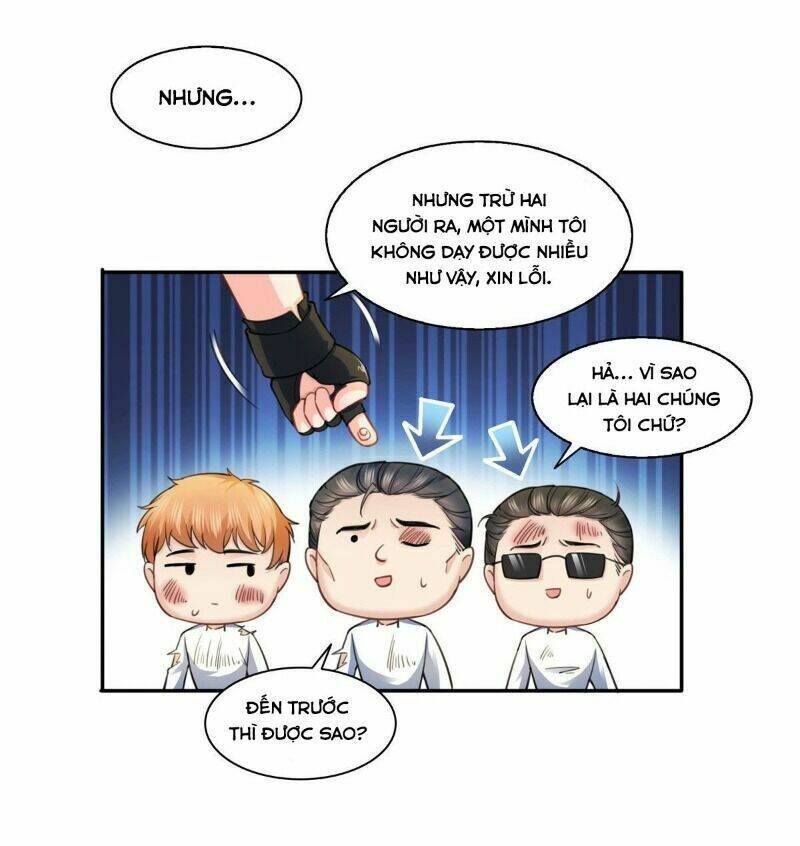 NHƯNG...
NHƯNG TRỪ HAI
NGƯỜI RA, MỘT MÌNH TÔI
KHÔNG DẠY ĐƯỢC NHIỀU
NHƯ VẬY, XIN LỖI.
HẢ... VÌ SAO
LẠI LÀ HAI CHÚNG
TÔI CHỨ?
ĐẾN TRƯỚC
THÌ ĐƯỢC SAO?